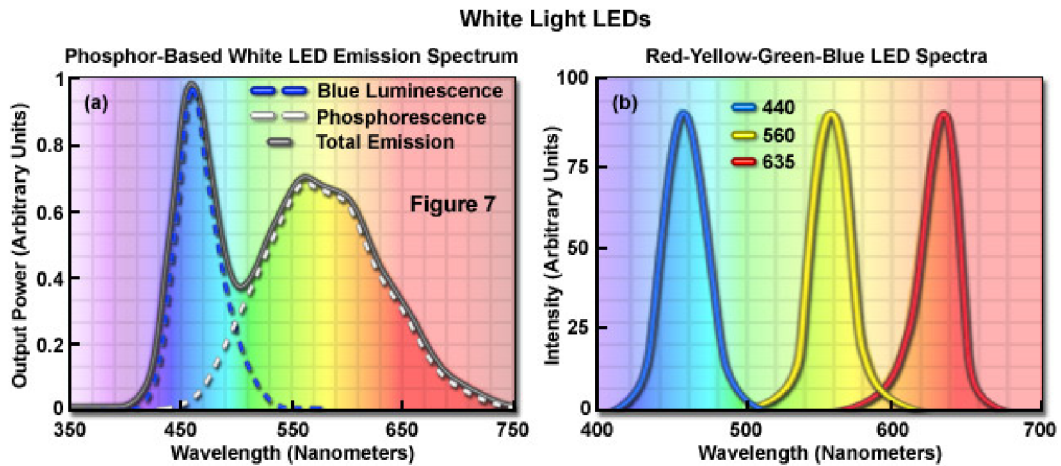 White Light LEDs
Phosphor-Based White LED Emission Spectrum
(a)
Blue Luminescence
Phosphorescence
Total Emission
Figure 7
Output Power (Arbitrary Units)
1
0.8
0.6
0.4
0.2
0
350
450
550
650
750
Wavelength (Nanometers)
Red-Yellow-Green-Blue LED Spectra
(b)
440
560
635
Intensity (Arbitrary Units)
100
75
50
25
0
400
500
600
700
Wavelength (Nanometers)